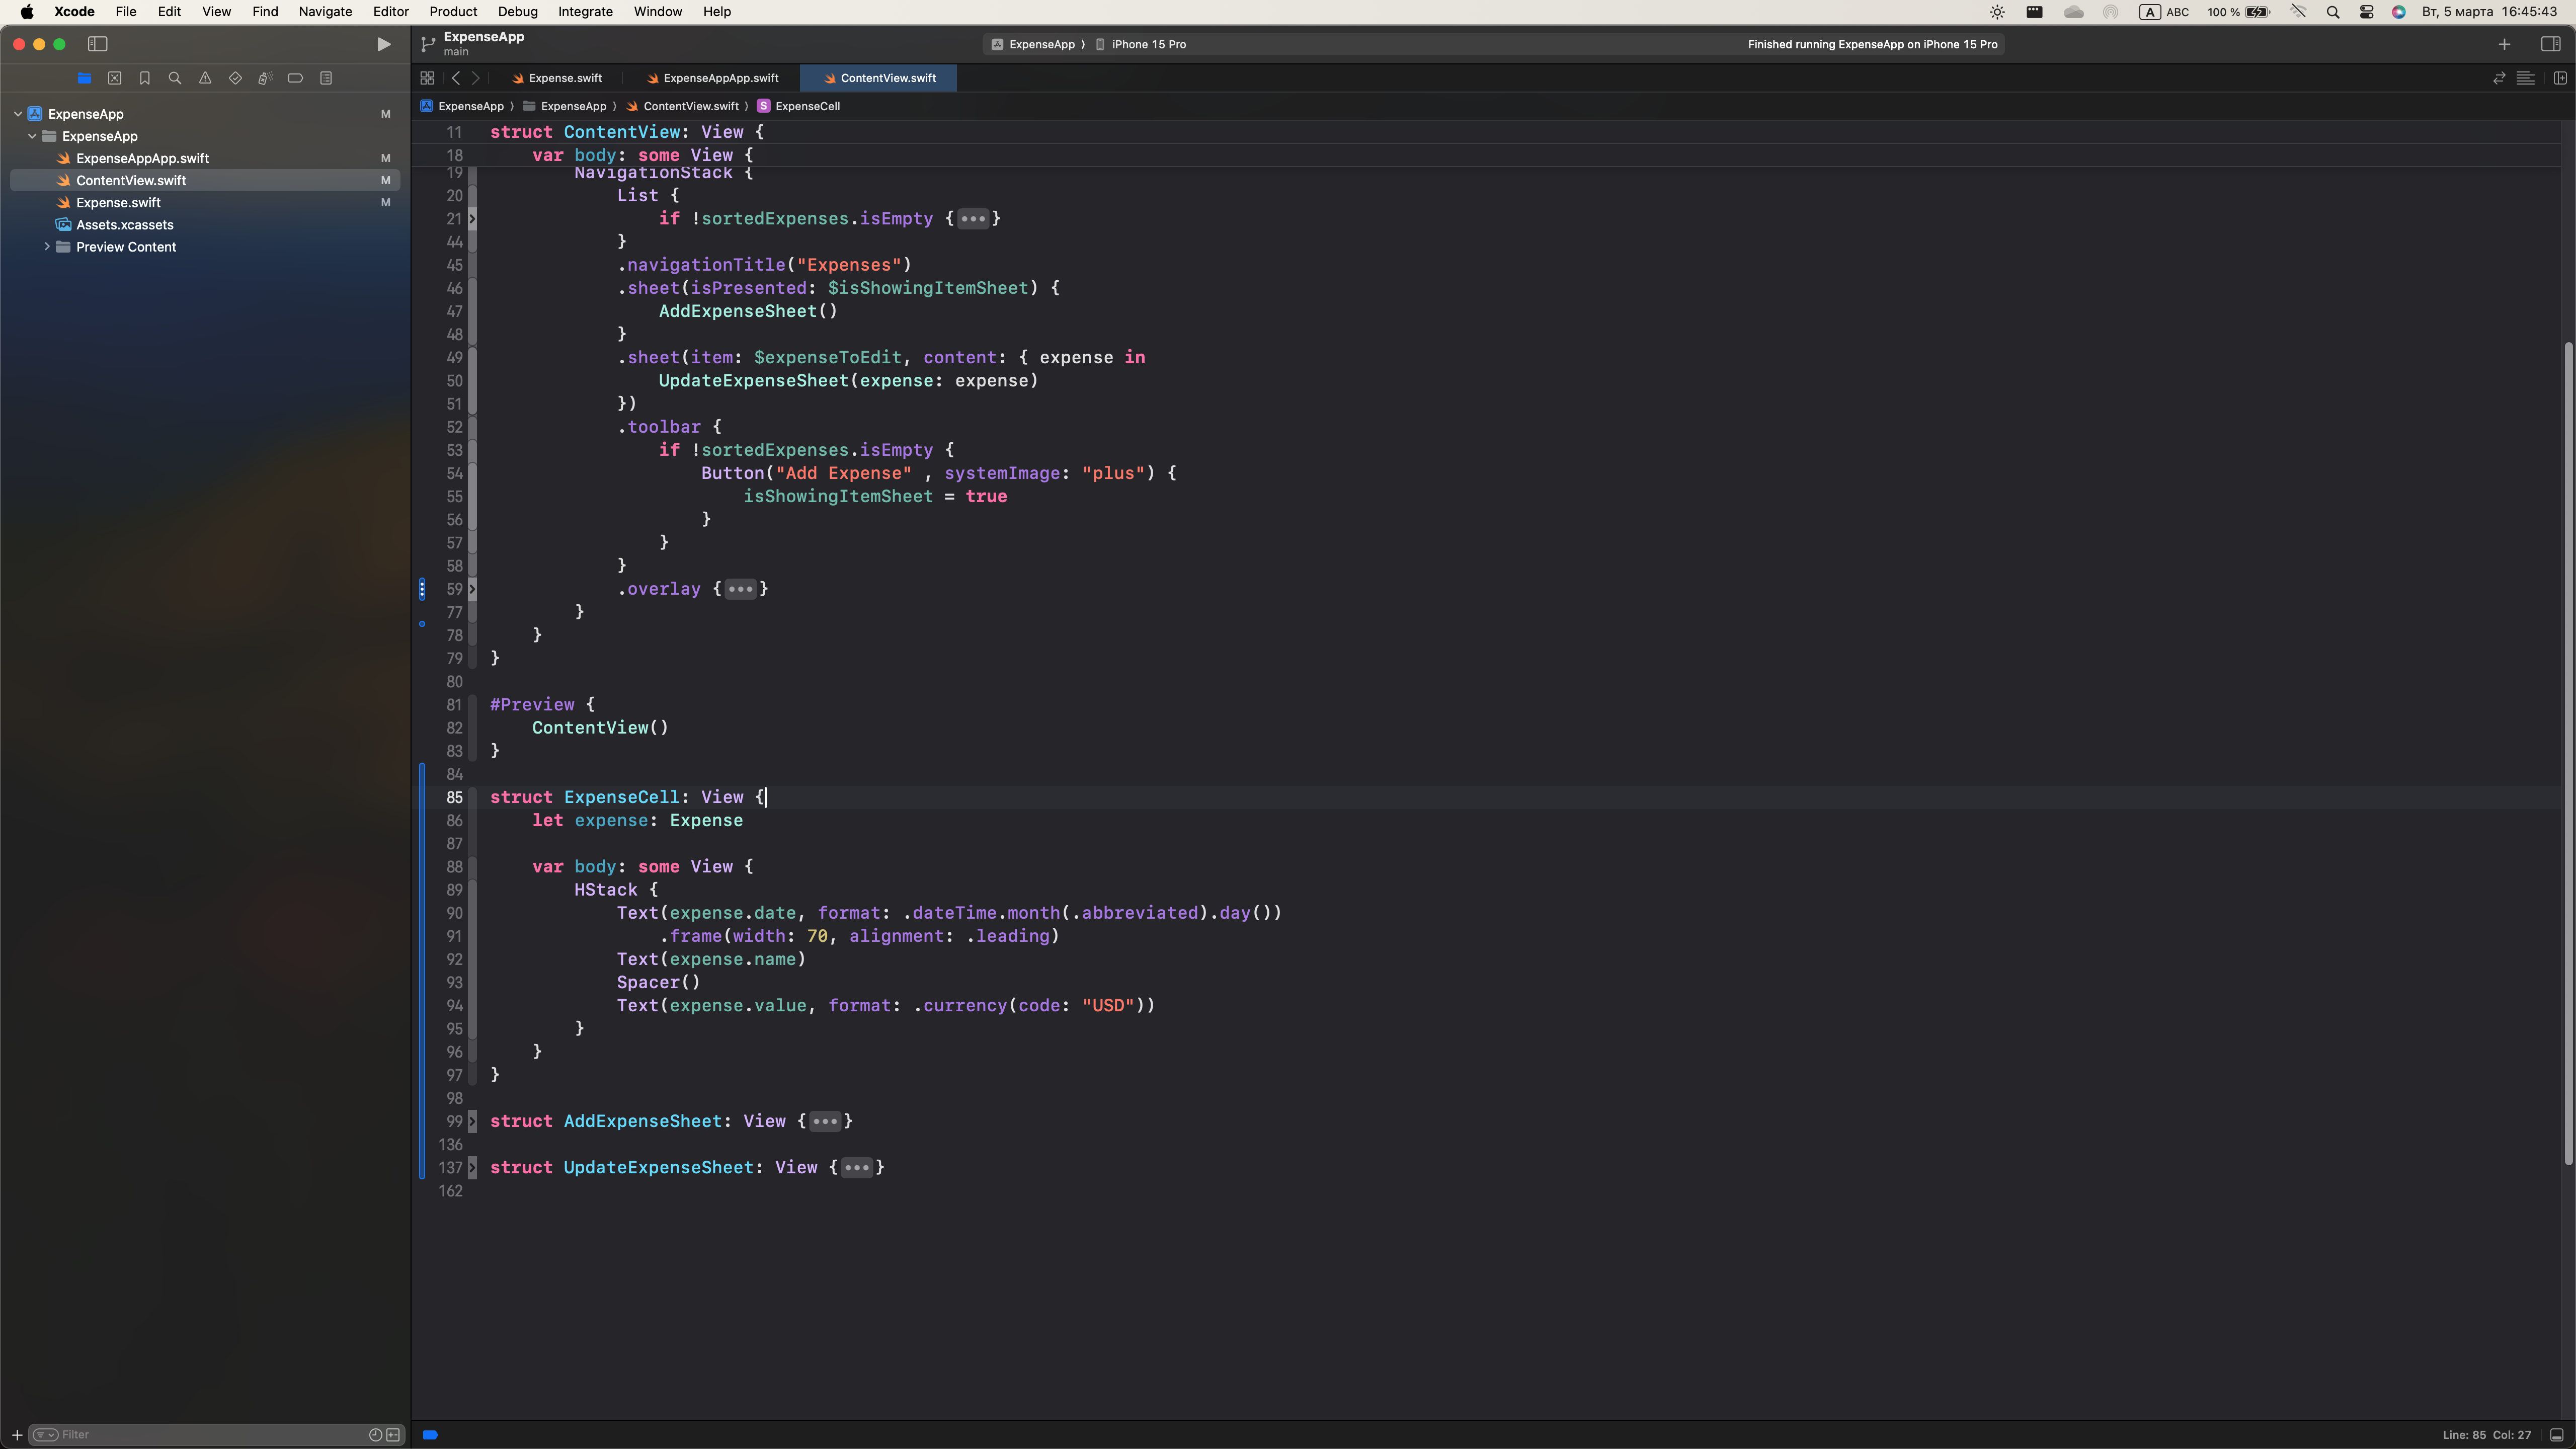 Xcode File Edit View Find Navigate Editor Product Debug Integrate Window Help A ABC 100 % Вт, 5 марта 16:45:43
ExpenseApp
main
ExpenseApp ⟩ iPhone 15 Pro
Finished running ExpenseApp on iPhone 15 Pro
Expense.swift ExpenseAppApp.swift ContentView.swift
ExpenseApp ⟩ ExpenseApp ⟩ ContentView.swift ⟩ S ExpenseCell
ExpenseApp M
ExpenseApp
ExpenseAppApp.swift M
ContentView.swift M
Expense.swift M
Assets.xcassets
Preview Content
11 struct ContentView: View {
18     var body: some View {
19         NavigationStack {
20             List {
21                 if !sortedExpenses.isEmpty {•••}
44             }
45             .navigationTitle("Expenses")
46             .sheet(isPresented: $isShowingItemSheet) {
47                 AddExpenseSheet()
48             }
49             .sheet(item: $expenseToEdit, content: { expense in
50                 UpdateExpenseSheet(expense: expense)
51             })
52             .toolbar {
53                 if !sortedExpenses.isEmpty {
54                     Button("Add Expense" , systemImage: "plus") {
55                         isShowingItemSheet = true
56                     }
57                 }
58             }
59             .overlay {•••}
77         }
78     }
79 }
80
81 #Preview {
82     ContentView()
83 }
84
85 struct ExpenseCell: View {
86     let expense: Expense
87
88     var body: some View {
89         HStack {
90             Text(expense.date, format: .dateTime.month(.abbreviated).day())
91                 .frame(width: 70, alignment: .leading)
92             Text(expense.name)
93             Spacer()
94             Text(expense.value, format: .currency(code: "USD"))
95         }
96     }
97 }
98
99 struct AddExpenseSheet: View {•••}
136
137 struct UpdateExpenseSheet: View {•••}
162
Filter
Line: 85 Col: 27